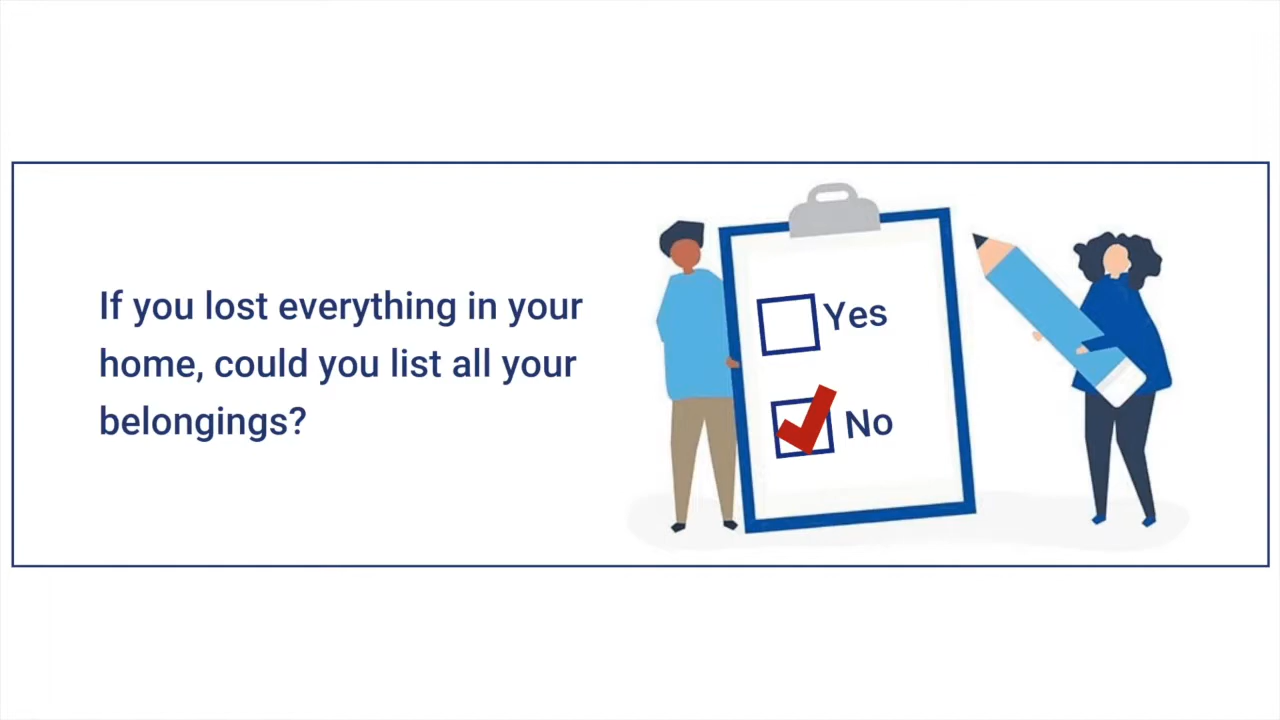 If you lost everything in your
home, could you list all your
belongings?
Yes
No